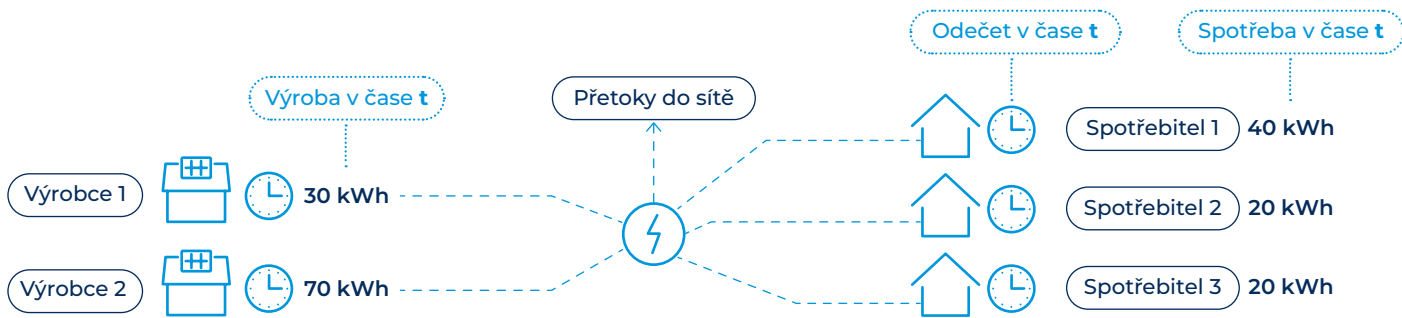 Odečet v čase t
Spotřeba v čase t
Výroba v čase t
Přetoky do sítě
Spotřebitel 1 40 kWh
Výrobce 1 30 kWh
Spotřebitel 2 20 kWh
Výrobce 2 70 kWh
Spotřebitel 3 20 kWh